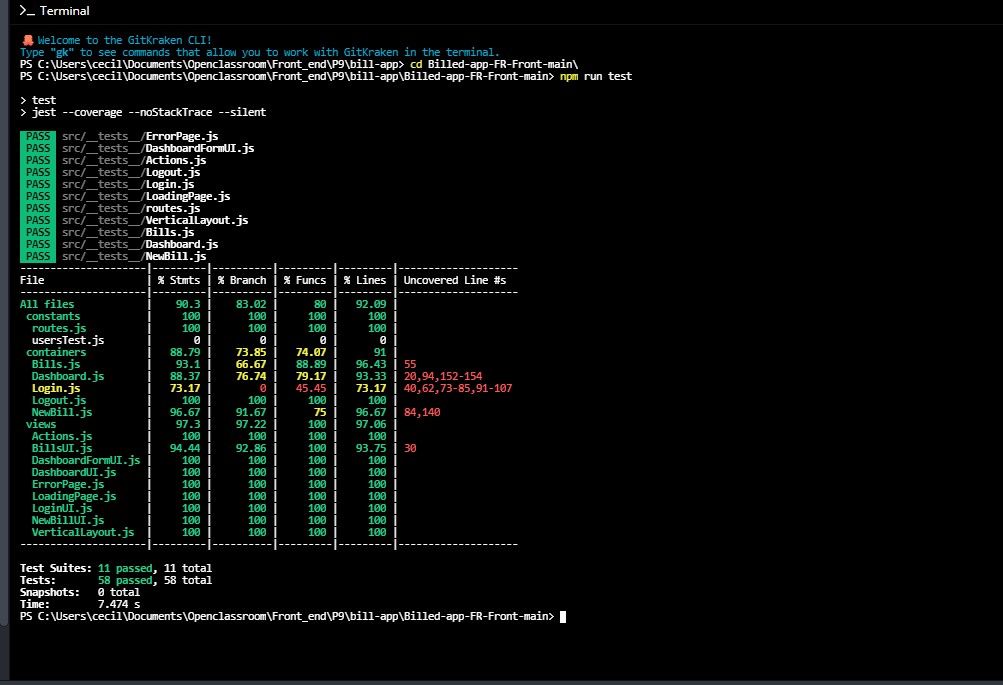 >_ Terminal
Welcome to the GitKraken CLI!
Type "gk" to see commands that allow you to work with GitKraken in the terminal.
PS C:\Users\cecil\Documents\Openclassroom\Front_end\P9\bill-app> cd Billed-app-FR-Front-main\
PS C:\Users\cecil\Documents\Openclassroom\Front_end\P9\bill-app\Billed-app-FR-Front-main> npm run test
> test
> jest --coverage --noStackTrace --silent
PASS src/__tests__/ErrorPage.js
PASS src/__tests__/DashboardFormUI.js
PASS src/__tests__/Actions.js
PASS src/__tests__/Logout.js
PASS src/__tests__/Login.js
PASS src/__tests__/LoadingPage.js
PASS src/__tests__/routes.js
PASS src/__tests__/VerticalLayout.js
PASS src/__tests__/Bills.js
PASS src/__tests__/Dashboard.js
PASS src/__tests__/NewBill.js
---------------------|---------|----------|---------|---------|--------------------
File                 | % Stmts | % Branch | % Funcs | % Lines | Uncovered Line #s
---------------------|---------|----------|---------|---------|--------------------
All files            |    90.3 |    83.02 |      80 |   92.09 |
 constants           |     100 |      100 |     100 |     100 |
  routes.js          |     100 |      100 |     100 |     100 |
  usersTest.js       |       0 |        0 |       0 |       0 |
 containers          |   88.79 |    73.85 |   74.07 |      91 |
  Bills.js           |    93.1 |    66.67 |   88.89 |   96.43 | 55
  Dashboard.js       |   88.37 |    76.74 |   79.17 |   93.33 | 20,94,152-154
  Login.js           |   73.17 |        0 |   45.45 |   73.17 | 40,62,73-85,91-107
  Logout.js          |     100 |      100 |     100 |     100 |
  NewBill.js         |   96.67 |    91.67 |      75 |   96.67 | 84,140
 views               |    97.3 |    97.22 |     100 |   97.06 |
  Actions.js         |     100 |      100 |     100 |     100 |
  BillsUI.js         |   94.44 |    92.86 |     100 |   93.75 | 30
  DashboardFormUI.js |     100 |      100 |     100 |     100 |
  DashboardUI.js     |     100 |      100 |     100 |     100 |
  ErrorPage.js       |     100 |      100 |     100 |     100 |
  LoadingPage.js     |     100 |      100 |     100 |     100 |
  LoginUI.js         |     100 |      100 |     100 |     100 |
  NewBillUI.js       |     100 |      100 |     100 |     100 |
  VerticalLayout.js  |     100 |      100 |     100 |     100 |
---------------------|---------|----------|---------|---------|--------------------
Test Suites: 11 passed, 11 total
Tests:       58 passed, 58 total
Snapshots:   0 total
Time:        7.474 s
PS C:\Users\cecil\Documents\Openclassroom\Front_end\P9\bill-app\Billed-app-FR-Front-main>